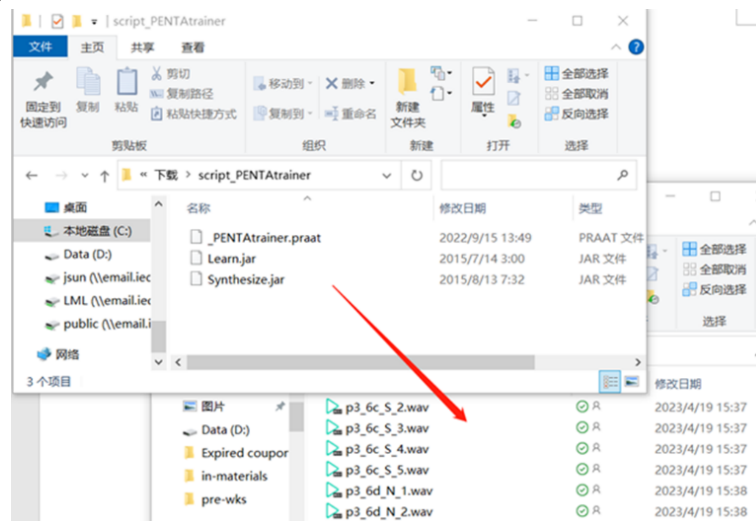 script_PENTAtrainer
文件 主页 共享 查看
固定到
快速访问
复制
粘贴
剪切
复制路径
粘贴快捷方式
剪贴板
移动到
复制到
删除
重命名
组织
新建
文件夹
新建
属性
打开
全部选择
全部取消
反向选择
选择
« 下载 > script_PENTAtrainer
桌面
本地磁盘 (C:)
Data (D:)
jsun (\\email.iec
LML (\\email.iec
public (\\email.i
网络
名称 修改日期 类型
_PENTAtrainer.praat 2022/9/15 13:49 PRAAT 文件
Learn.jar 2015/7/14 3:00 JAR 文件
Synthesize.jar 2015/8/13 7:32 JAR 文件
3 个项目
全部选择
全部取消
反向选择
选择
修改日期
图片
Data (D:)
Expired coupor
in-materials
pre-wks
p3_6c_S_2.wav 2023/4/19 15:37
p3_6c_S_3.wav 2023/4/19 15:37
p3_6c_S_4.wav 2023/4/19 15:37
p3_6c_S_5.wav 2023/4/19 15:37
p3_6d_N_1.wav 2023/4/19 15:38
p3_6d_N_2.wav 2023/4/19 15:38